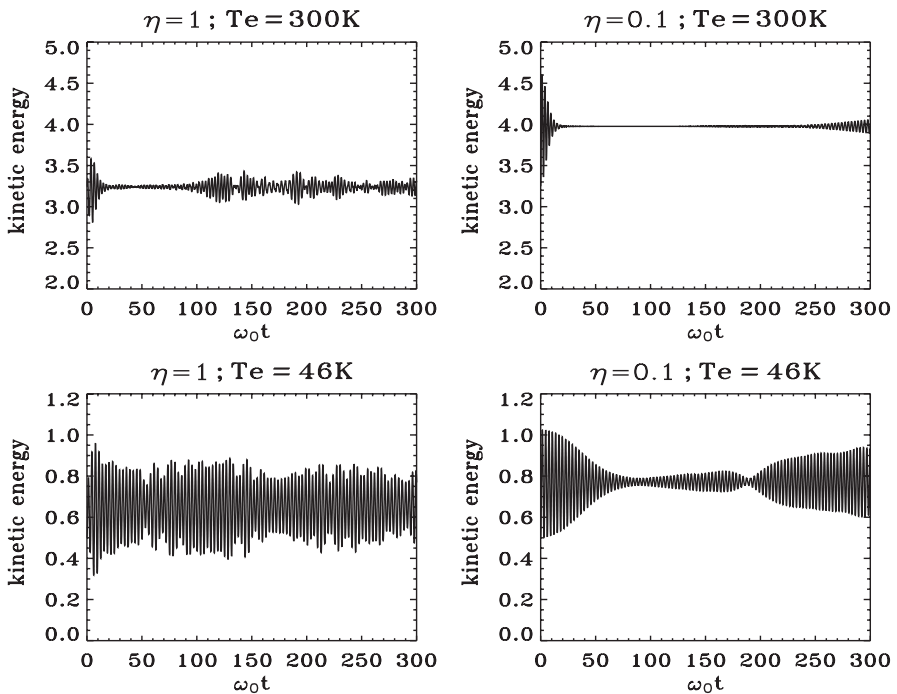 η=1 ; Te=300K
5.0
4.5
4.0
3.5
3.0
2.5
2.0
kinetic energy
0 50 100 150 200 250 300
ω₀t
η=0.1 ; Te=300K
5.0
4.5
4.0
3.5
3.0
2.5
2.0
kinetic energy
0 50 100 150 200 250 300
ω₀t
η=1 ; Te = 46K
1.2
1.0
0.8
0.6
0.4
0.2
0.0
kinetic energy
0 50 100 150 200 250 300
ω₀t
η=0.1 ; Te = 46K
1.2
1.0
0.8
0.6
0.4
0.2
0.0
kinetic energy
0 50 100 150 200 250 300
ω₀t